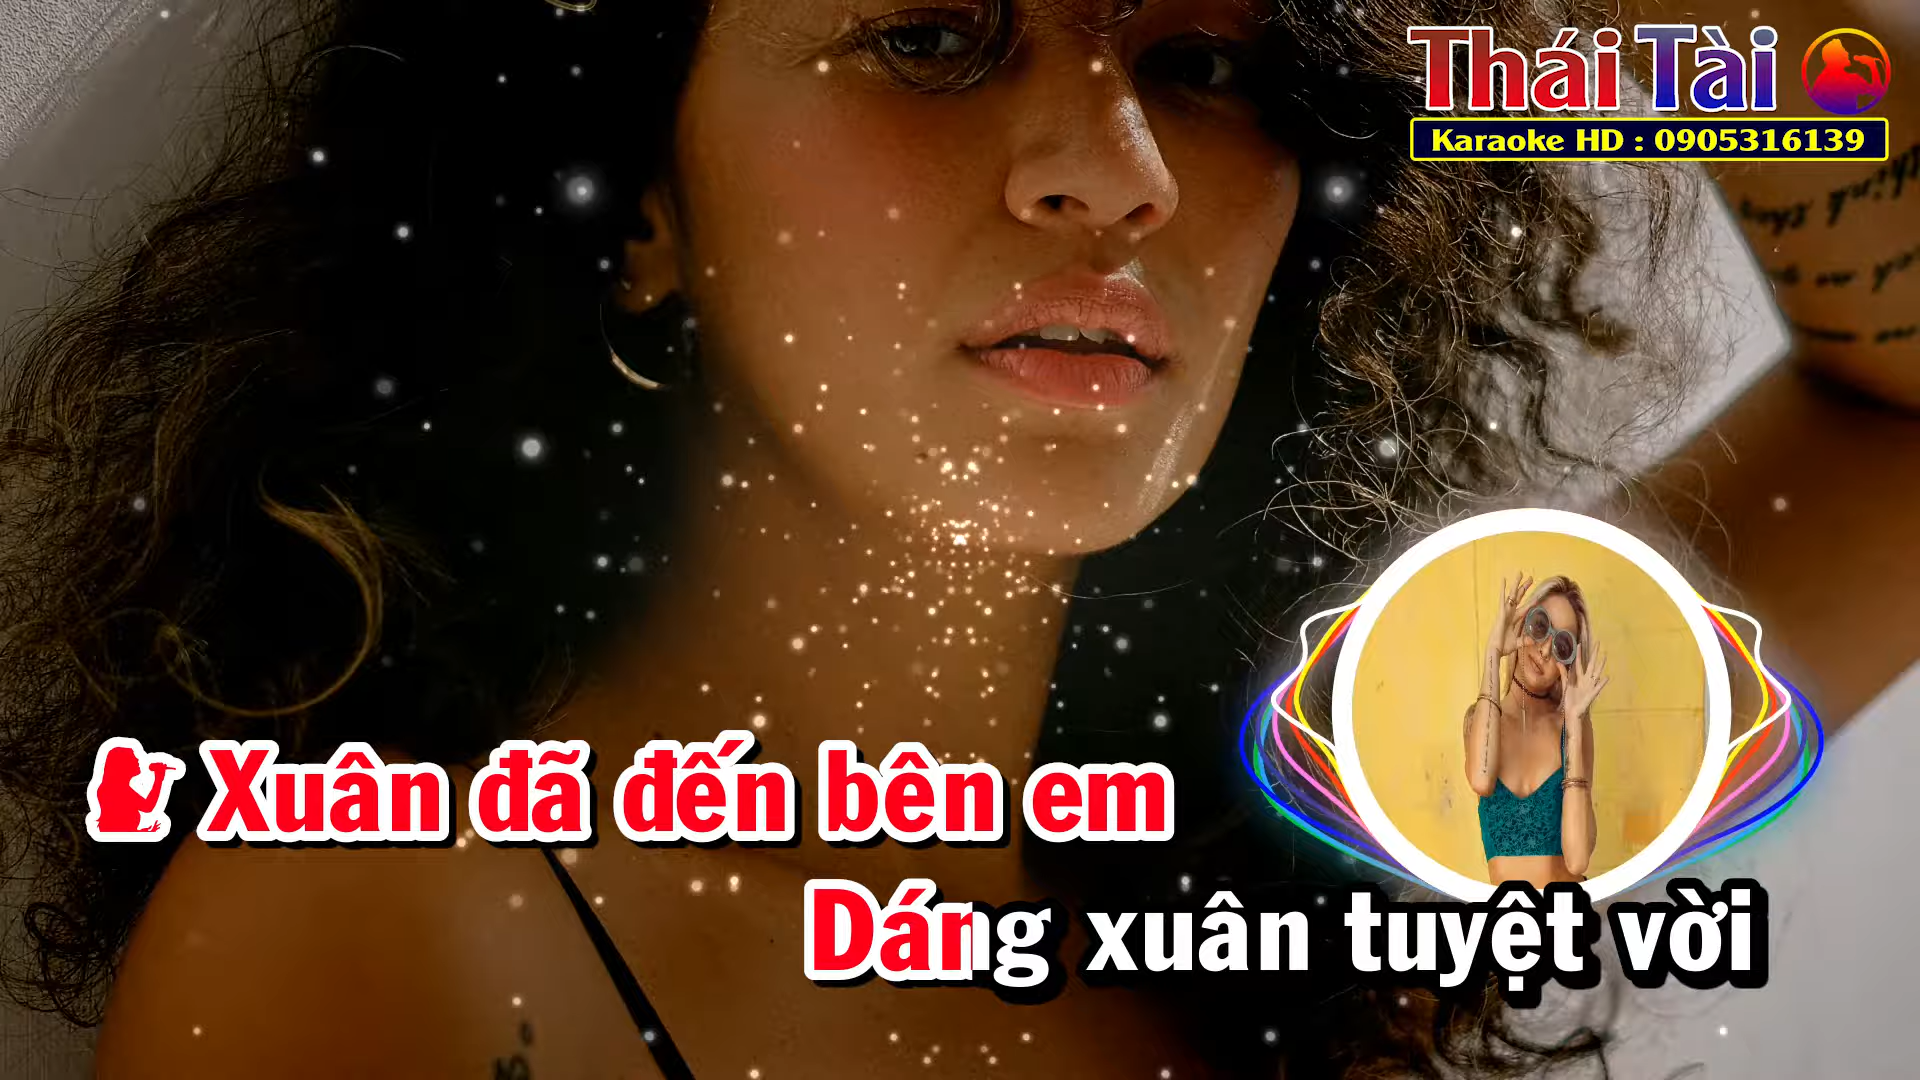 Thái Tài
Karaoke HD : 0905316139
Xuân đã đến bên em
Dáng xuân tuyệt vời